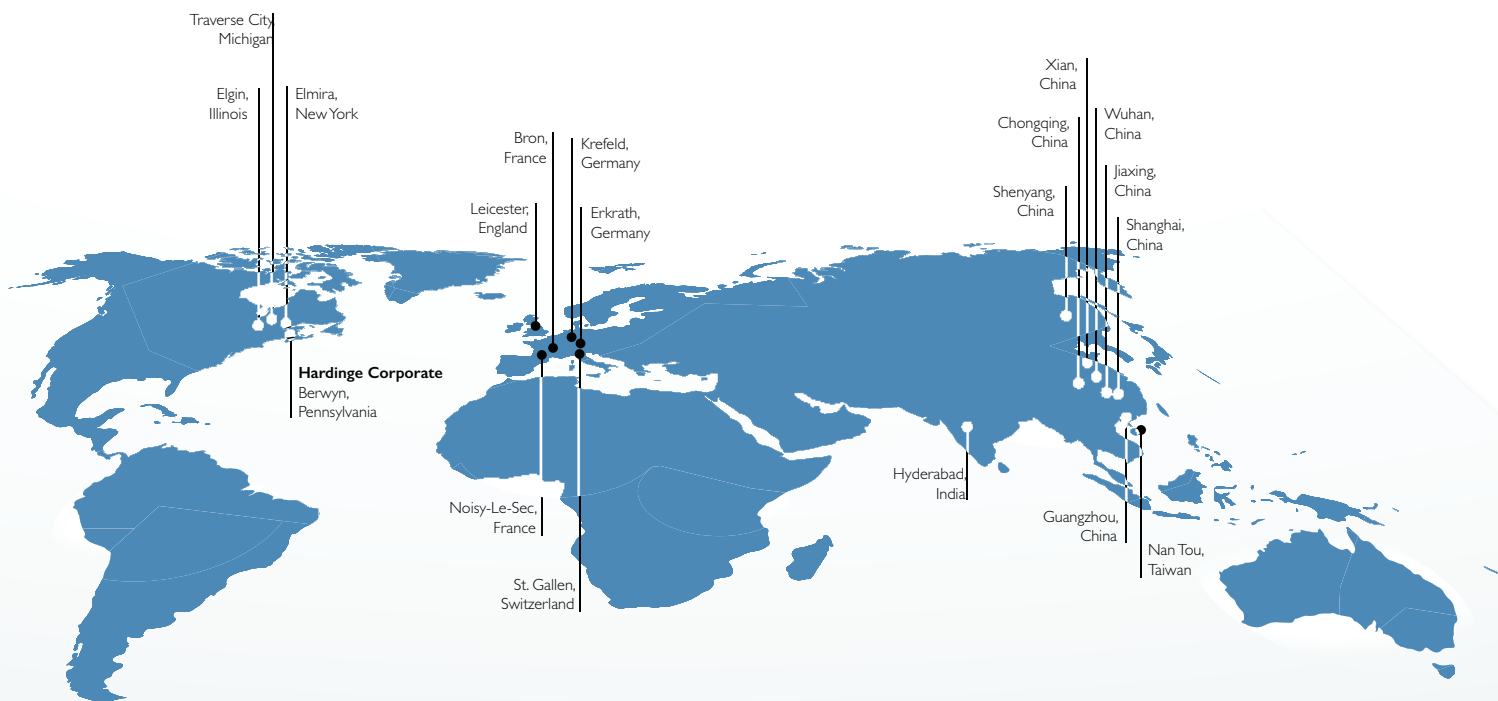 Traverse City,
Michigan
Elgin,
Illinois
Elmira,
New York
Hardinge Corporate
Berwyn,
Pennsylvania
Bron,
France
Krefeld,
Germany
Leicester,
England
Erkrath,
Germany
Noisy-Le-Sec,
France
St. Gallen,
Switzerland
Xian,
China
Chongqing,
China
Wuhan,
China
Shenyang,
China
Jiaxing,
China
Shanghai,
China
Hyderabad,
India
Guangzhou,
China
Nan Tou,
Taiwan